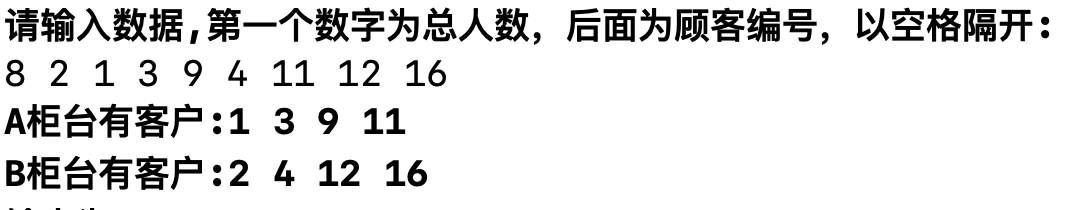 请输入数据,第一个数字为总人数，后面为顾客编号，以空格隔开:
8 2 1 3 9 4 11 12 16
A柜台有客户:1 3 9 11
B柜台有客户:2 4 12 16